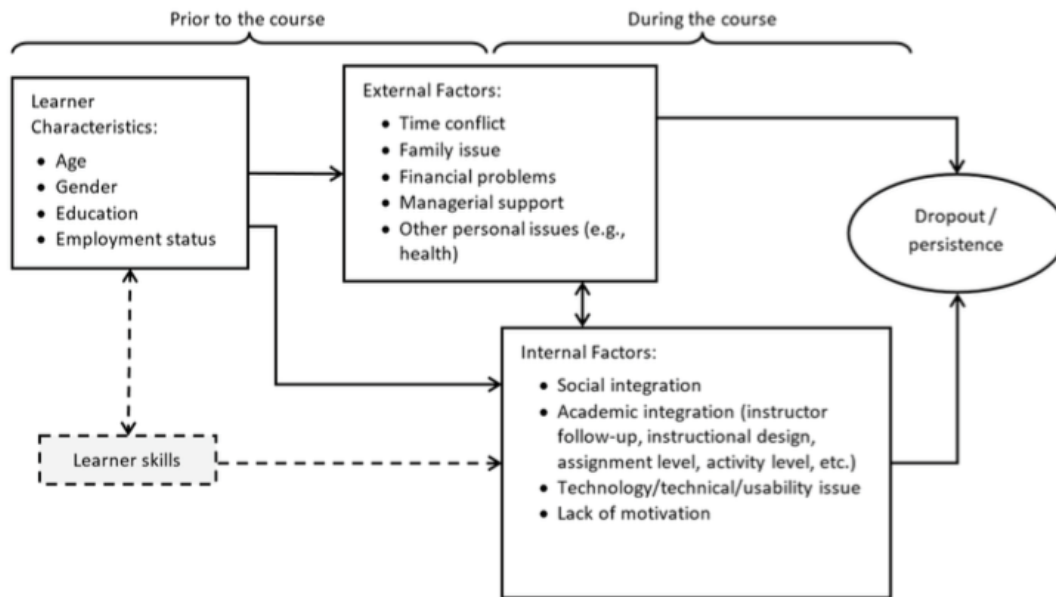 Prior to the course
During the course
Learner
Characteristics:
• Age
• Gender
• Education
• Employment status
External Factors:
• Time conflict
• Family issue
• Financial problems
• Managerial support
• Other personal issues (e.g.,
health)
Dropout /
persistence
Internal Factors:
• Social integration
• Academic integration (instructor
follow-up, instructional design,
assignment level, activity level, etc.)
• Technology/technical/usability issue
• Lack of motivation
Learner skills